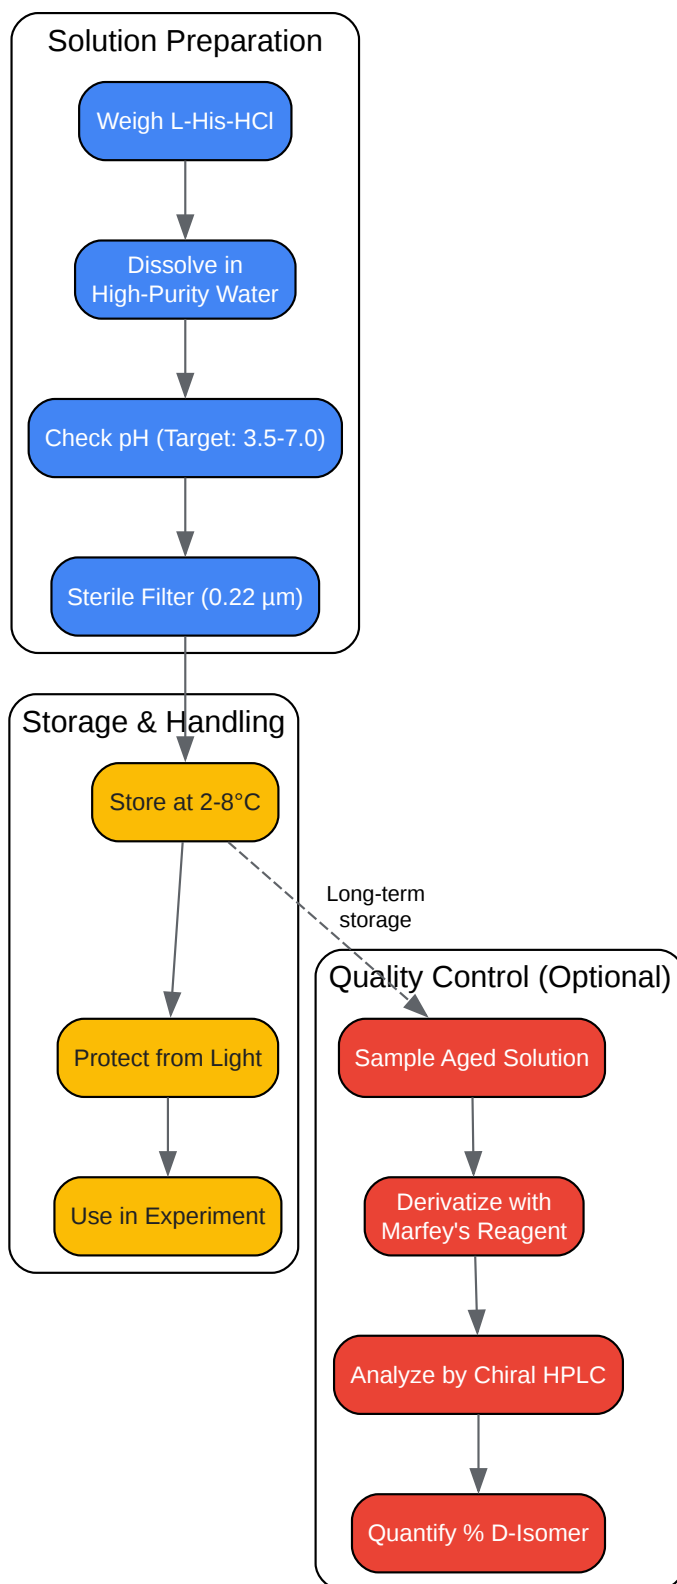 Solution Preparation
Weigh L-His-HCl
Dissolve in
High-Purity Water
Check pH (Target: 3.5-7.0)
Sterile Filter (0.22 µm)
Storage & Handling
Store at 2-8°C
Long-term
storage
Quality Control (Optional)
Protect from Light
Sample Aged Solution
Use in Experiment
Derivatize with
Marfey's Reagent
Analyze by Chiral HPLC
Quantify % D-Isomer